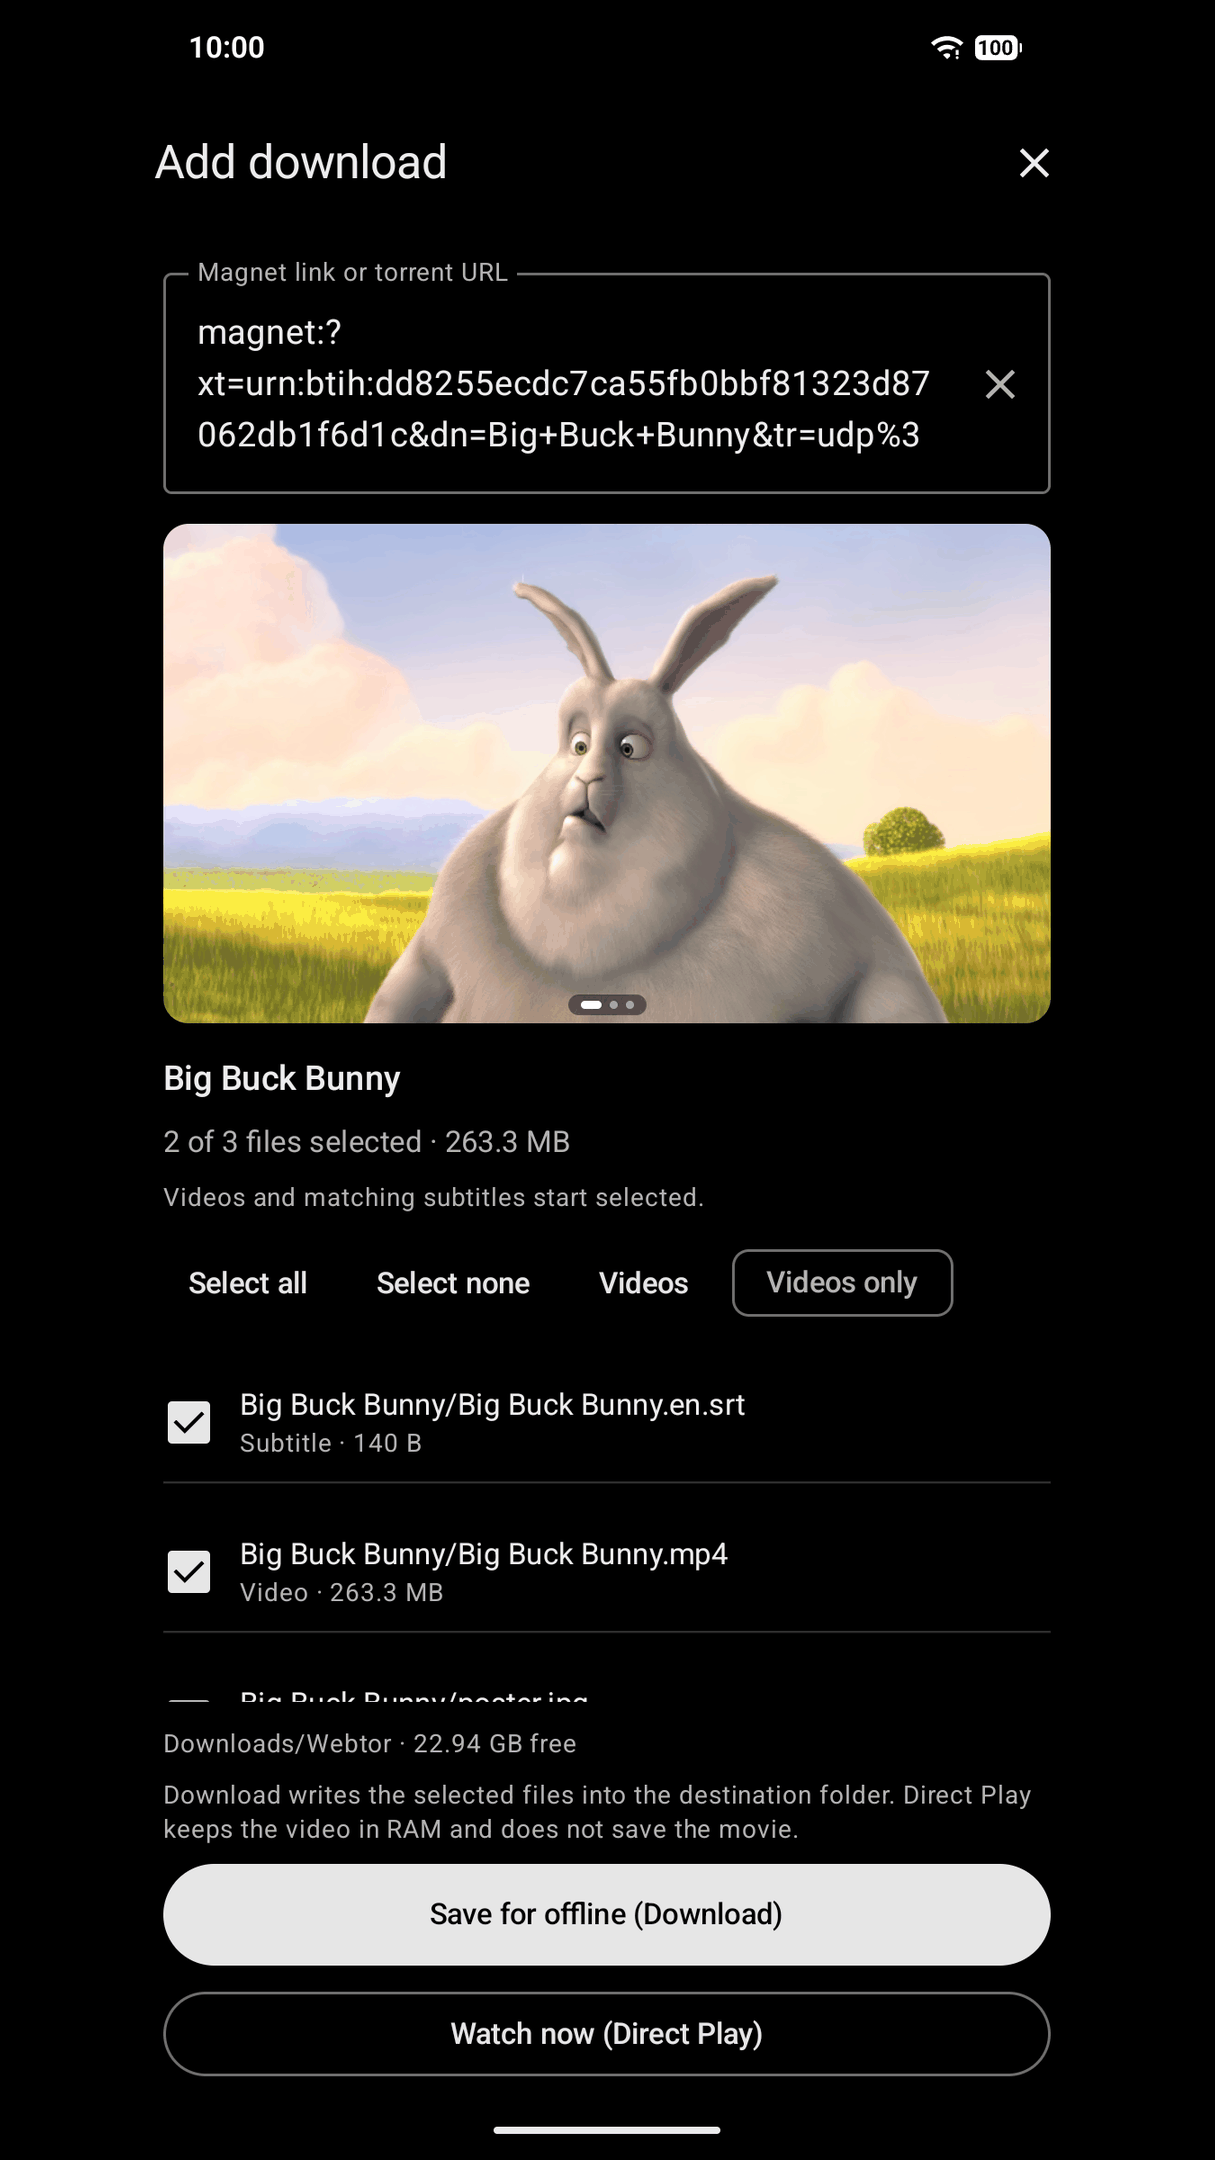 10:00
100
Add download
Magnet link or torrent URL
magnet:?
xt=urn:btih:dd8255ecdc7ca55fb0bbf81323d87
062db1f6d1c&dn=Big+Buck+Bunny&tr=udp%3
Big Buck Bunny
2 of 3 files selected · 263.3 MB
Videos and matching subtitles start selected.
Select all
Select none
Videos
Videos only
Big Buck Bunny/Big Buck Bunny.en.srt
Subtitle · 140 B
Big Buck Bunny/Big Buck Bunny.mp4
Video · 263.3 MB
Big Buck Bunny/poster.jpg
Downloads/Webtor · 22.94 GB free
Download writes the selected files into the destination folder. Direct Play
keeps the video in RAM and does not save the movie.
Save for offline (Download)
Watch now (Direct Play)